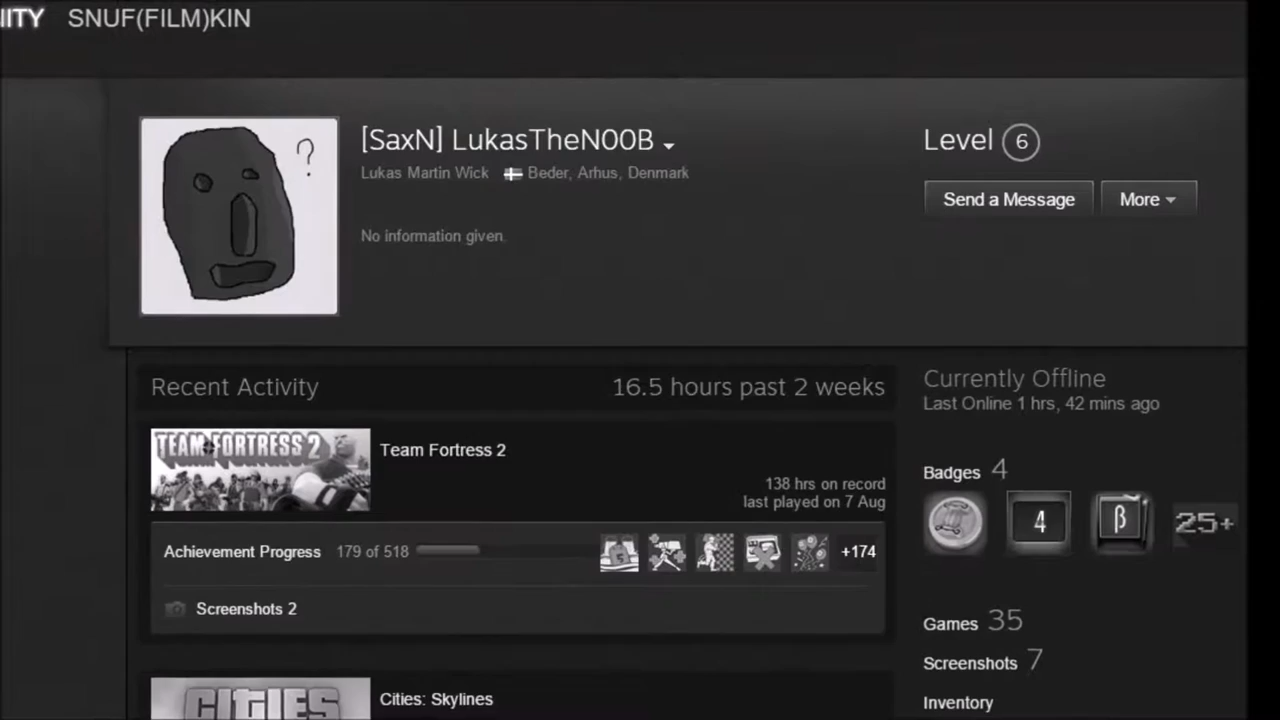 NITY SNUF(FILM)KIN
?
[SaxN] LukasTheN00B
Level 6
Lukas Martin Wick Beder, Arhus, Denmark
Send a Message More
No information given.
Recent Activity 16.5 hours past 2 weeks
Currently Offline
Last Online 1 hrs, 42 mins ago
TEAM FORTRESS 2
Team Fortress 2
138 hrs on record
last played on 7 Aug
Badges 4
4 β 25+
Achievement Progress 179 of 518 +174
Screenshots 2
Games 35
Screenshots 7
CITIES
Cities: Skylines
Inventory